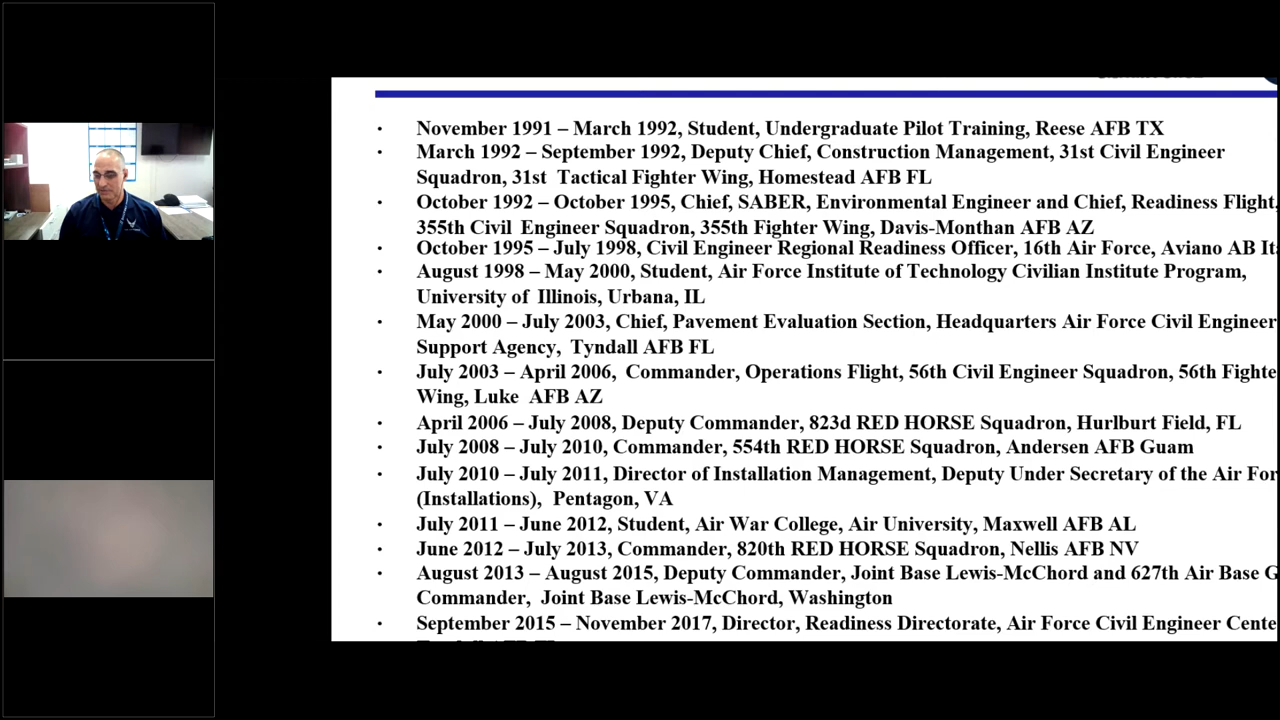 • November 1991 – March 1992, Student, Undergraduate Pilot Training, Reese AFB TX
• March 1992 – September 1992, Deputy Chief, Construction Management, 31st Civil Engineer
Squadron, 31st Tactical Fighter Wing, Homestead AFB FL
• October 1992 – October 1995, Chief, SABER, Environmental Engineer and Chief, Readiness Flight,
355th Civil Engineer Squadron, 355th Fighter Wing, Davis-Monthan AFB AZ
• October 1995 – July 1998, Civil Engineer Regional Readiness Officer, 16th Air Force, Aviano AB It
• August 1998 – May 2000, Student, Air Force Institute of Technology Civilian Institute Program,
University of Illinois, Urbana, IL
• May 2000 – July 2003, Chief, Pavement Evaluation Section, Headquarters Air Force Civil Engineer
Support Agency, Tyndall AFB FL
• July 2003 – April 2006, Commander, Operations Flight, 56th Civil Engineer Squadron, 56th Fighte
Wing, Luke AFB AZ
• April 2006 – July 2008, Deputy Commander, 823d RED HORSE Squadron, Hurlburt Field, FL
• July 2008 – July 2010, Commander, 554th RED HORSE Squadron, Andersen AFB Guam
• July 2010 – July 2011, Director of Installation Management, Deputy Under Secretary of the Air For
(Installations), Pentagon, VA
• July 2011 – June 2012, Student, Air War College, Air University, Maxwell AFB AL
• June 2012 – July 2013, Commander, 820th RED HORSE Squadron, Nellis AFB NV
• August 2013 – August 2015, Deputy Commander, Joint Base Lewis-McChord and 627th Air Base G
Commander, Joint Base Lewis-McChord, Washington
• September 2015 – November 2017, Director, Readiness Directorate, Air Force Civil Engineer Cente